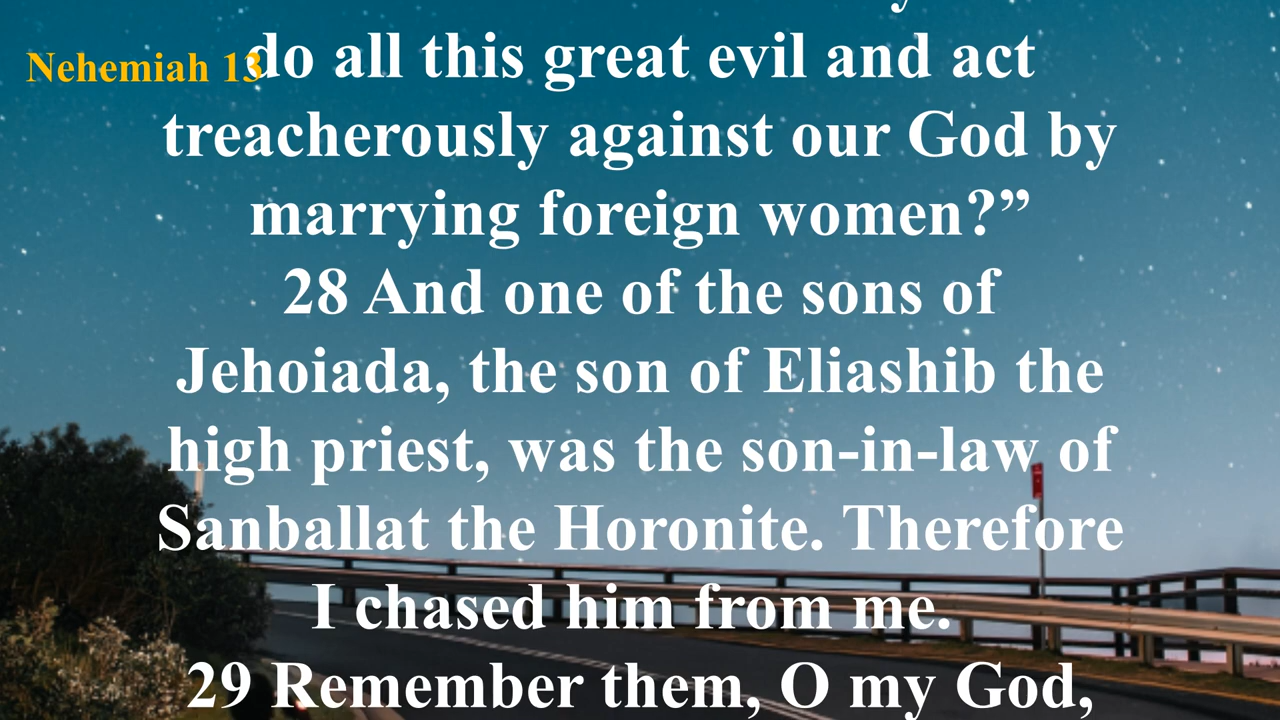 Nehemiah 13
do all this great evil and act
treacherously against our God by
marrying foreign women?”
28 And one of the sons of
Jehoiada, the son of Eliashib the
high priest, was the son-in-law of
Sanballat the Horonite. Therefore
I chased him from me.
29 Remember them, O my God,